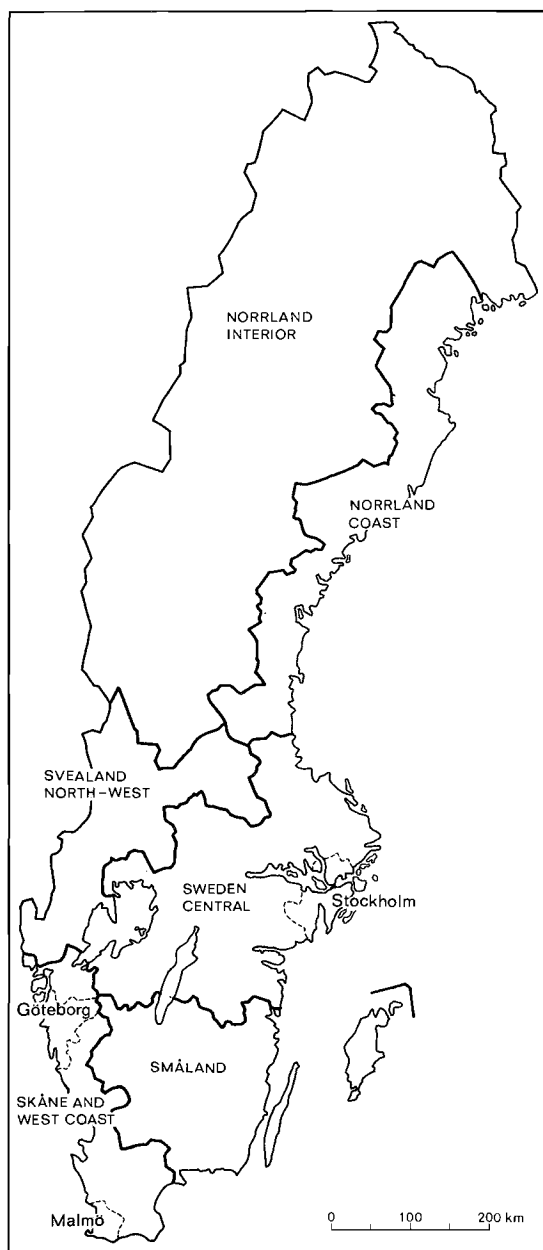 NORRLAND
INTERIOR
NORRLAND
COAST
SVEALAND
NORTH-WEST
SWEDEN
CENTRAL
Stockholm
Göteborg
SMÅLAND
SKÅNE AND
WEST COAST
Malmö
0 100 200 km